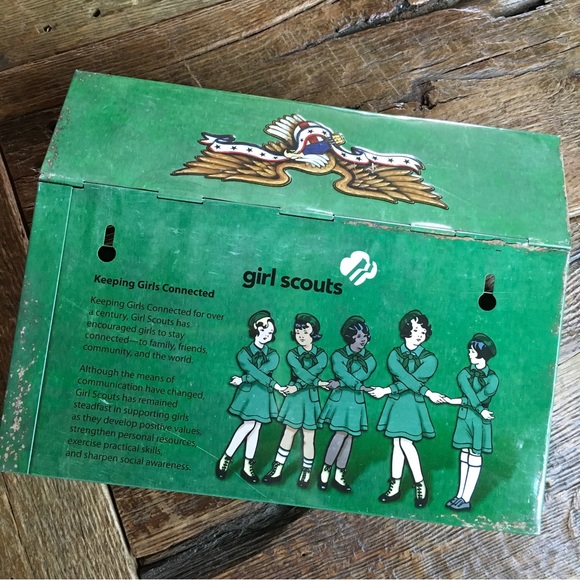 Keeping Girls Connected
Keeping Girls Connected for over
a century, Girl Scouts has
encouraged girls to stay
connected—to family, friends,
community, and the world.
Although the means of
communication have changed,
Girl Scouts has remained
steadfast in supporting girls
as they develop positive values,
strengthen personal resources,
exercise practical skills,
and sharpen social awareness.
girl scouts